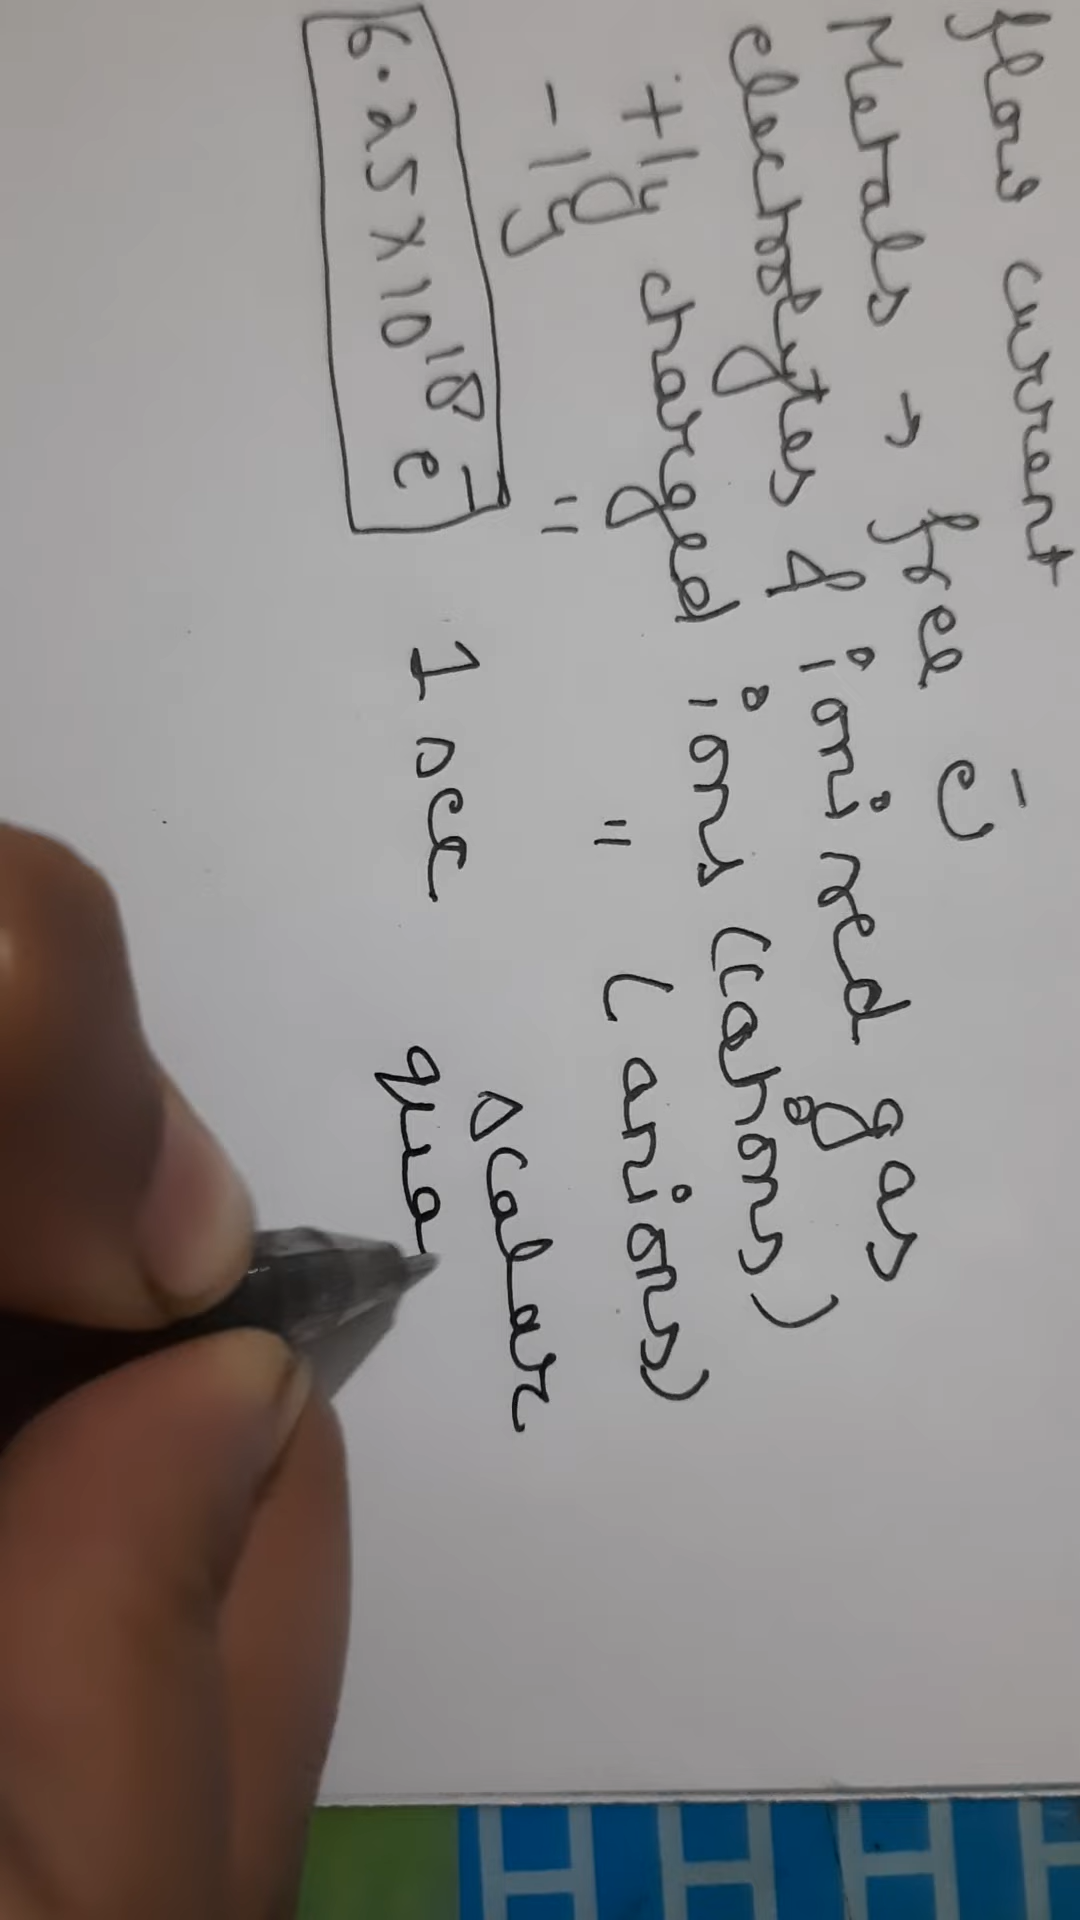 flow current
Metals → free e⁻
electrolytes & ionized gas
+ly charged ions (cations)
-ly " " (anions)
6.25×10¹⁸ e⁻ 1 sec scalar
qua